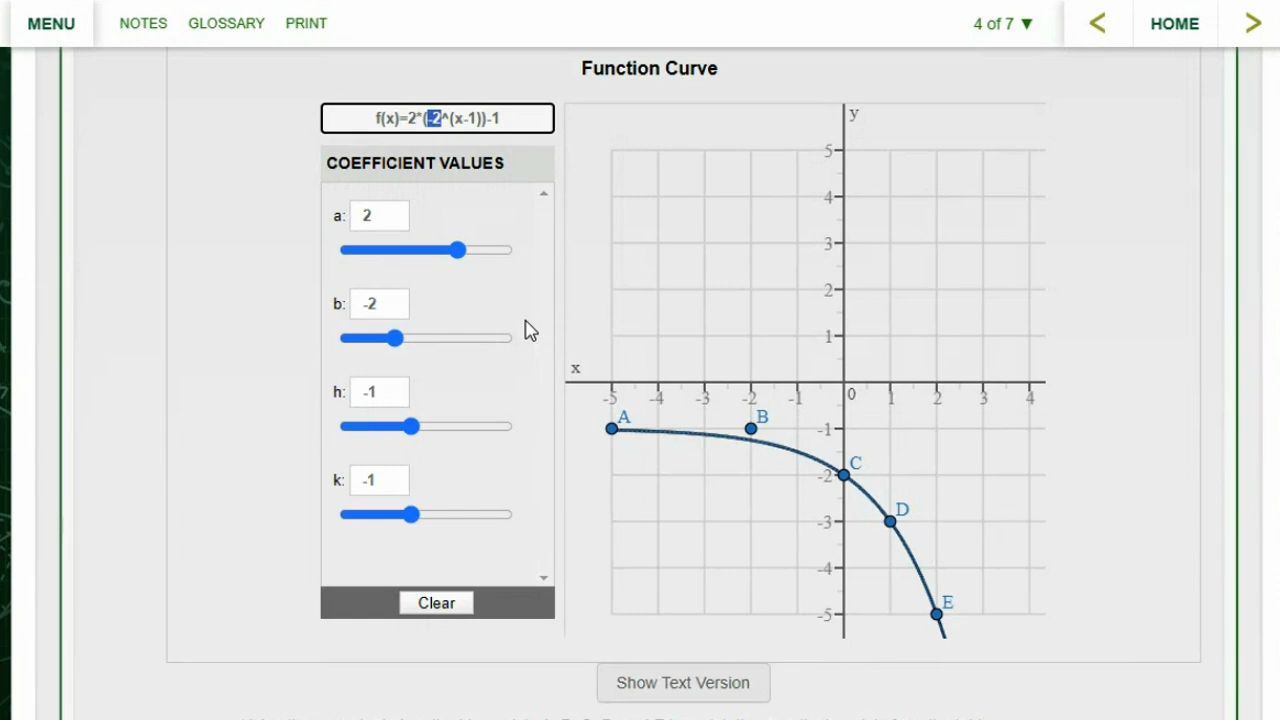 MENU NOTES GLOSSARY PRINT 4 of 7 ▼ < HOME >
Function Curve
f(x)=2*(-2^(x-1))-1
COEFFICIENT VALUES
a: 2
b: -2
h: -1
k: -1
Clear
y
5
4
3
2
1
x
-5 -4 -3 -2 -1 0 1 2 3 4
A B
-1
C
-2
D
-3
-4
E
-5
Show Text Version